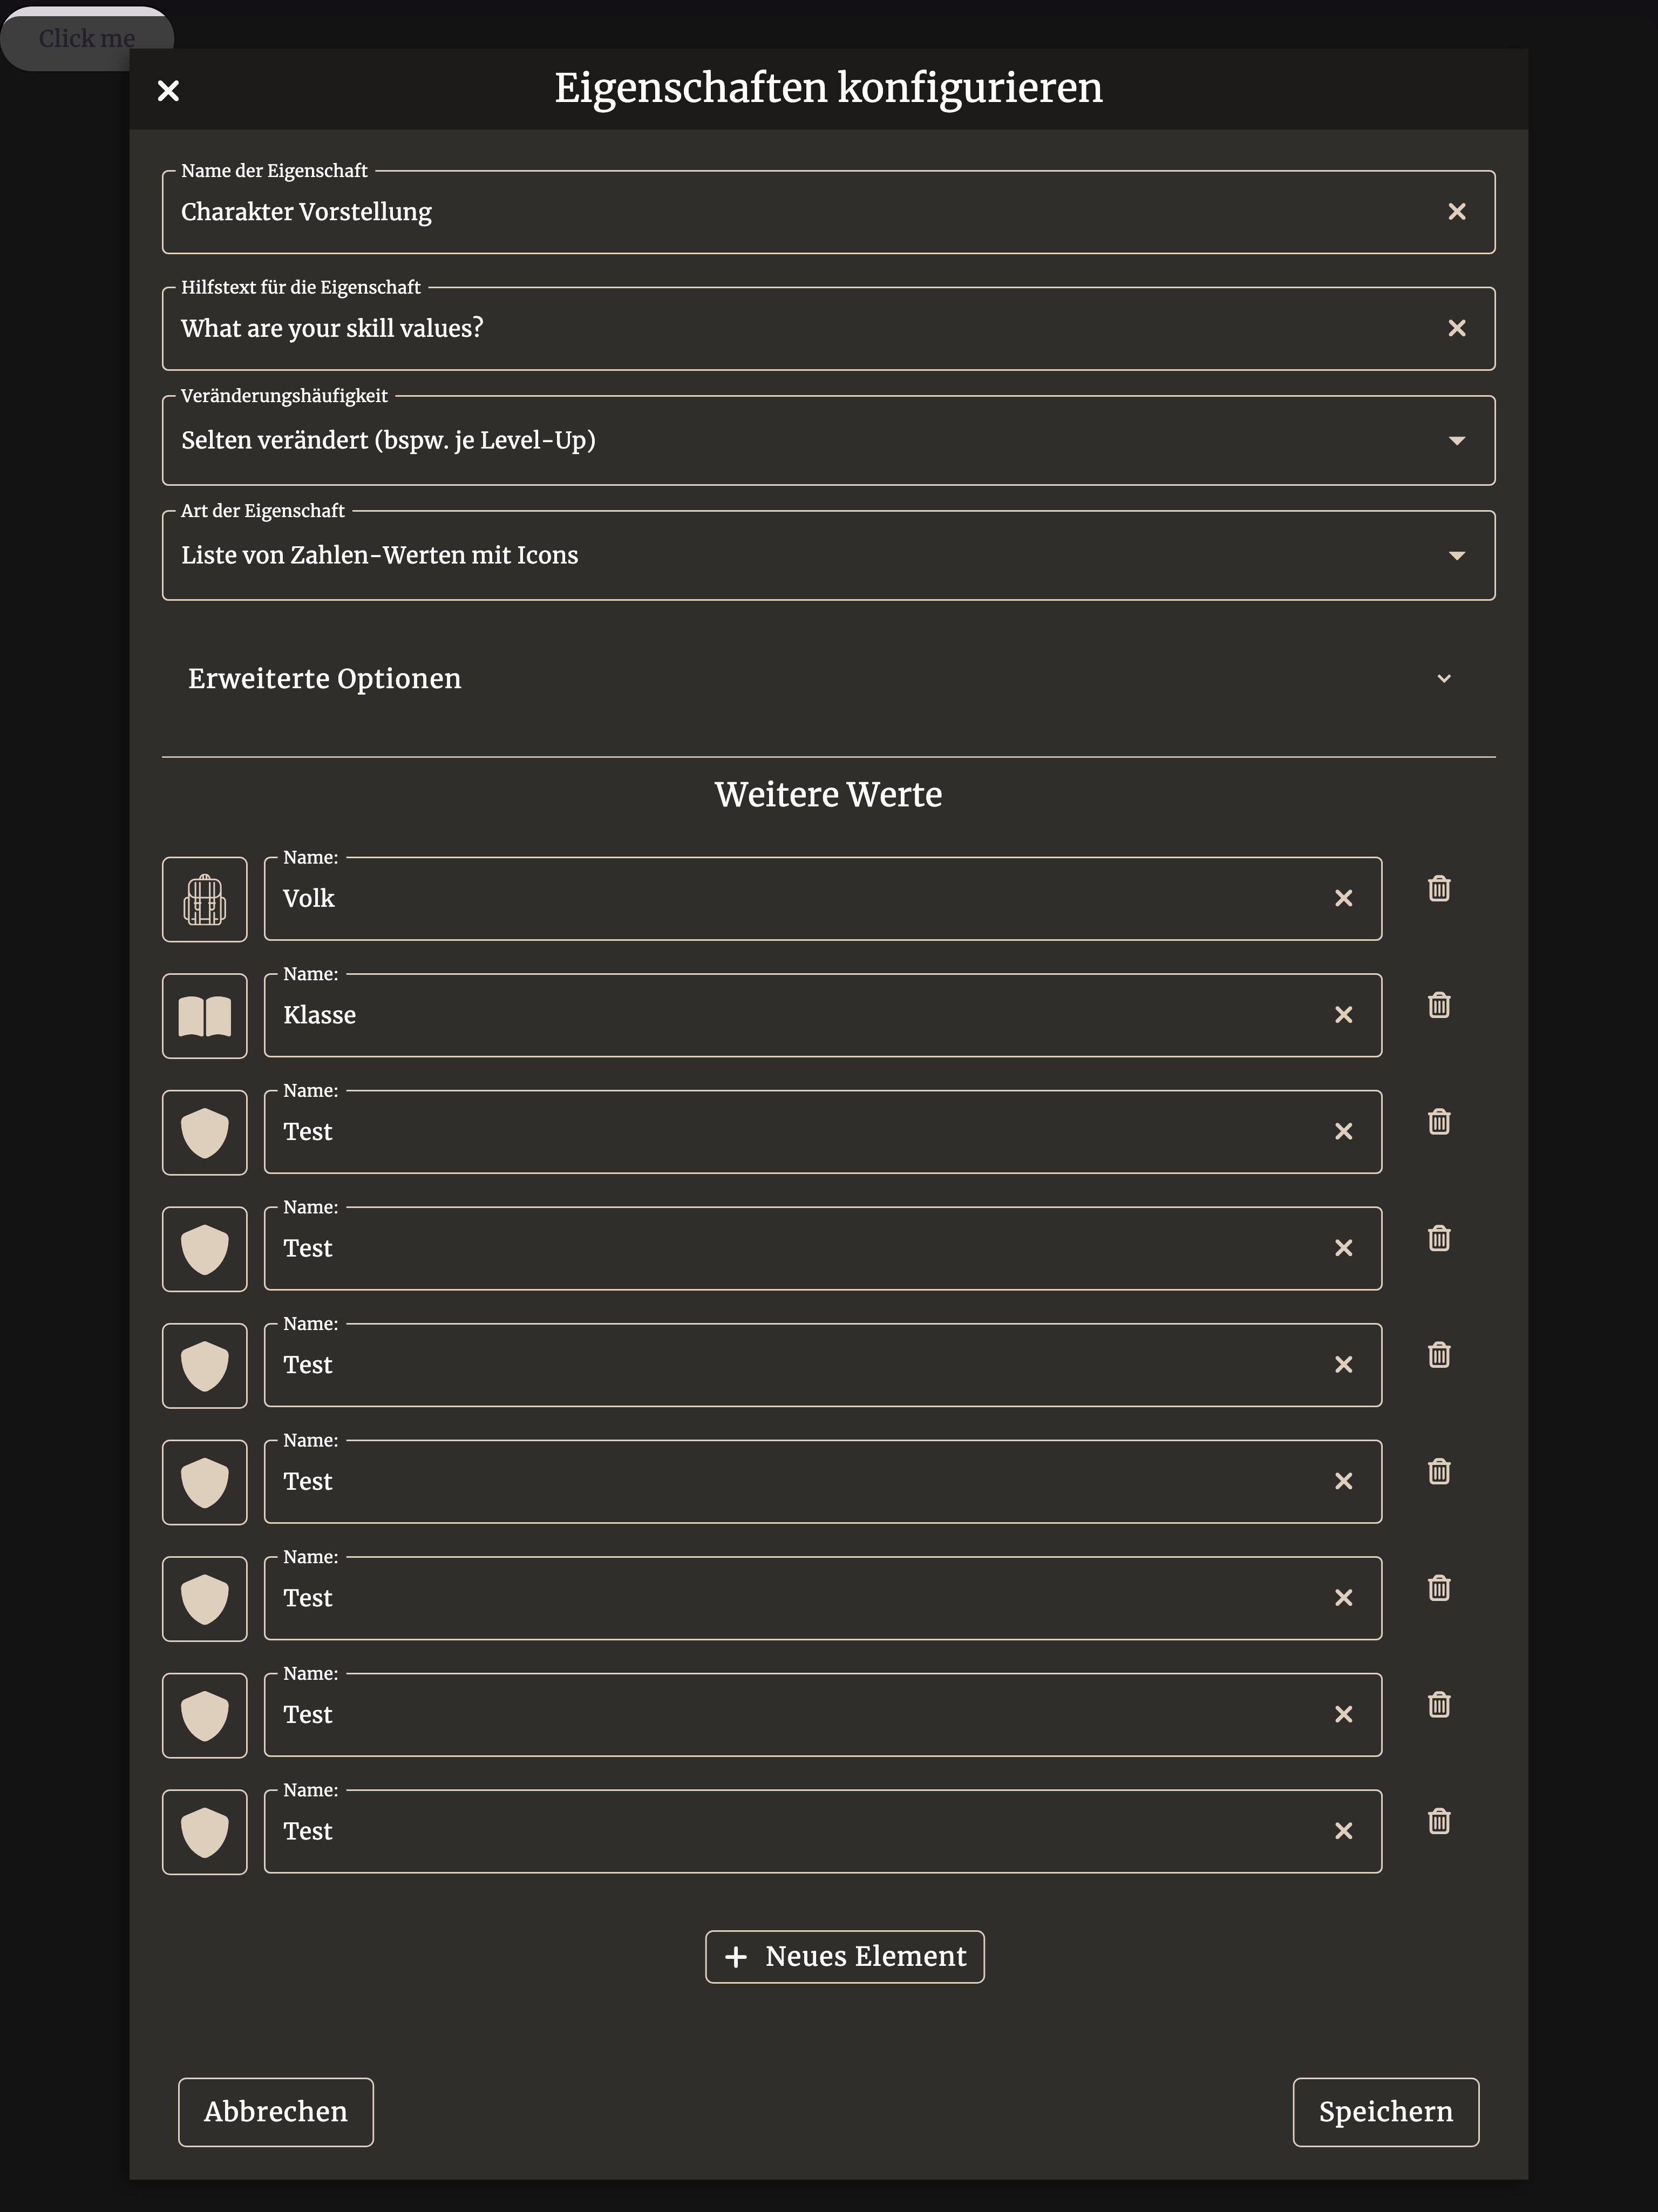 Click me
Eigenschaften konfigurieren
Name der Eigenschaft
Charakter Vorstellung
Hilfstext für die Eigenschaft
What are your skill values?
Veränderungshäufigkeit
Selten verändert (bspw. je Level-Up)
Art der Eigenschaft
Liste von Zahlen-Werten mit Icons
Erweiterte Optionen
Weitere Werte
Name:
Volk
Name:
Klasse
Name:
Test
Name:
Test
Name:
Test
Name:
Test
Name:
Test
Name:
Test
Name:
Test
Neues Element
Abbrechen
Speichern